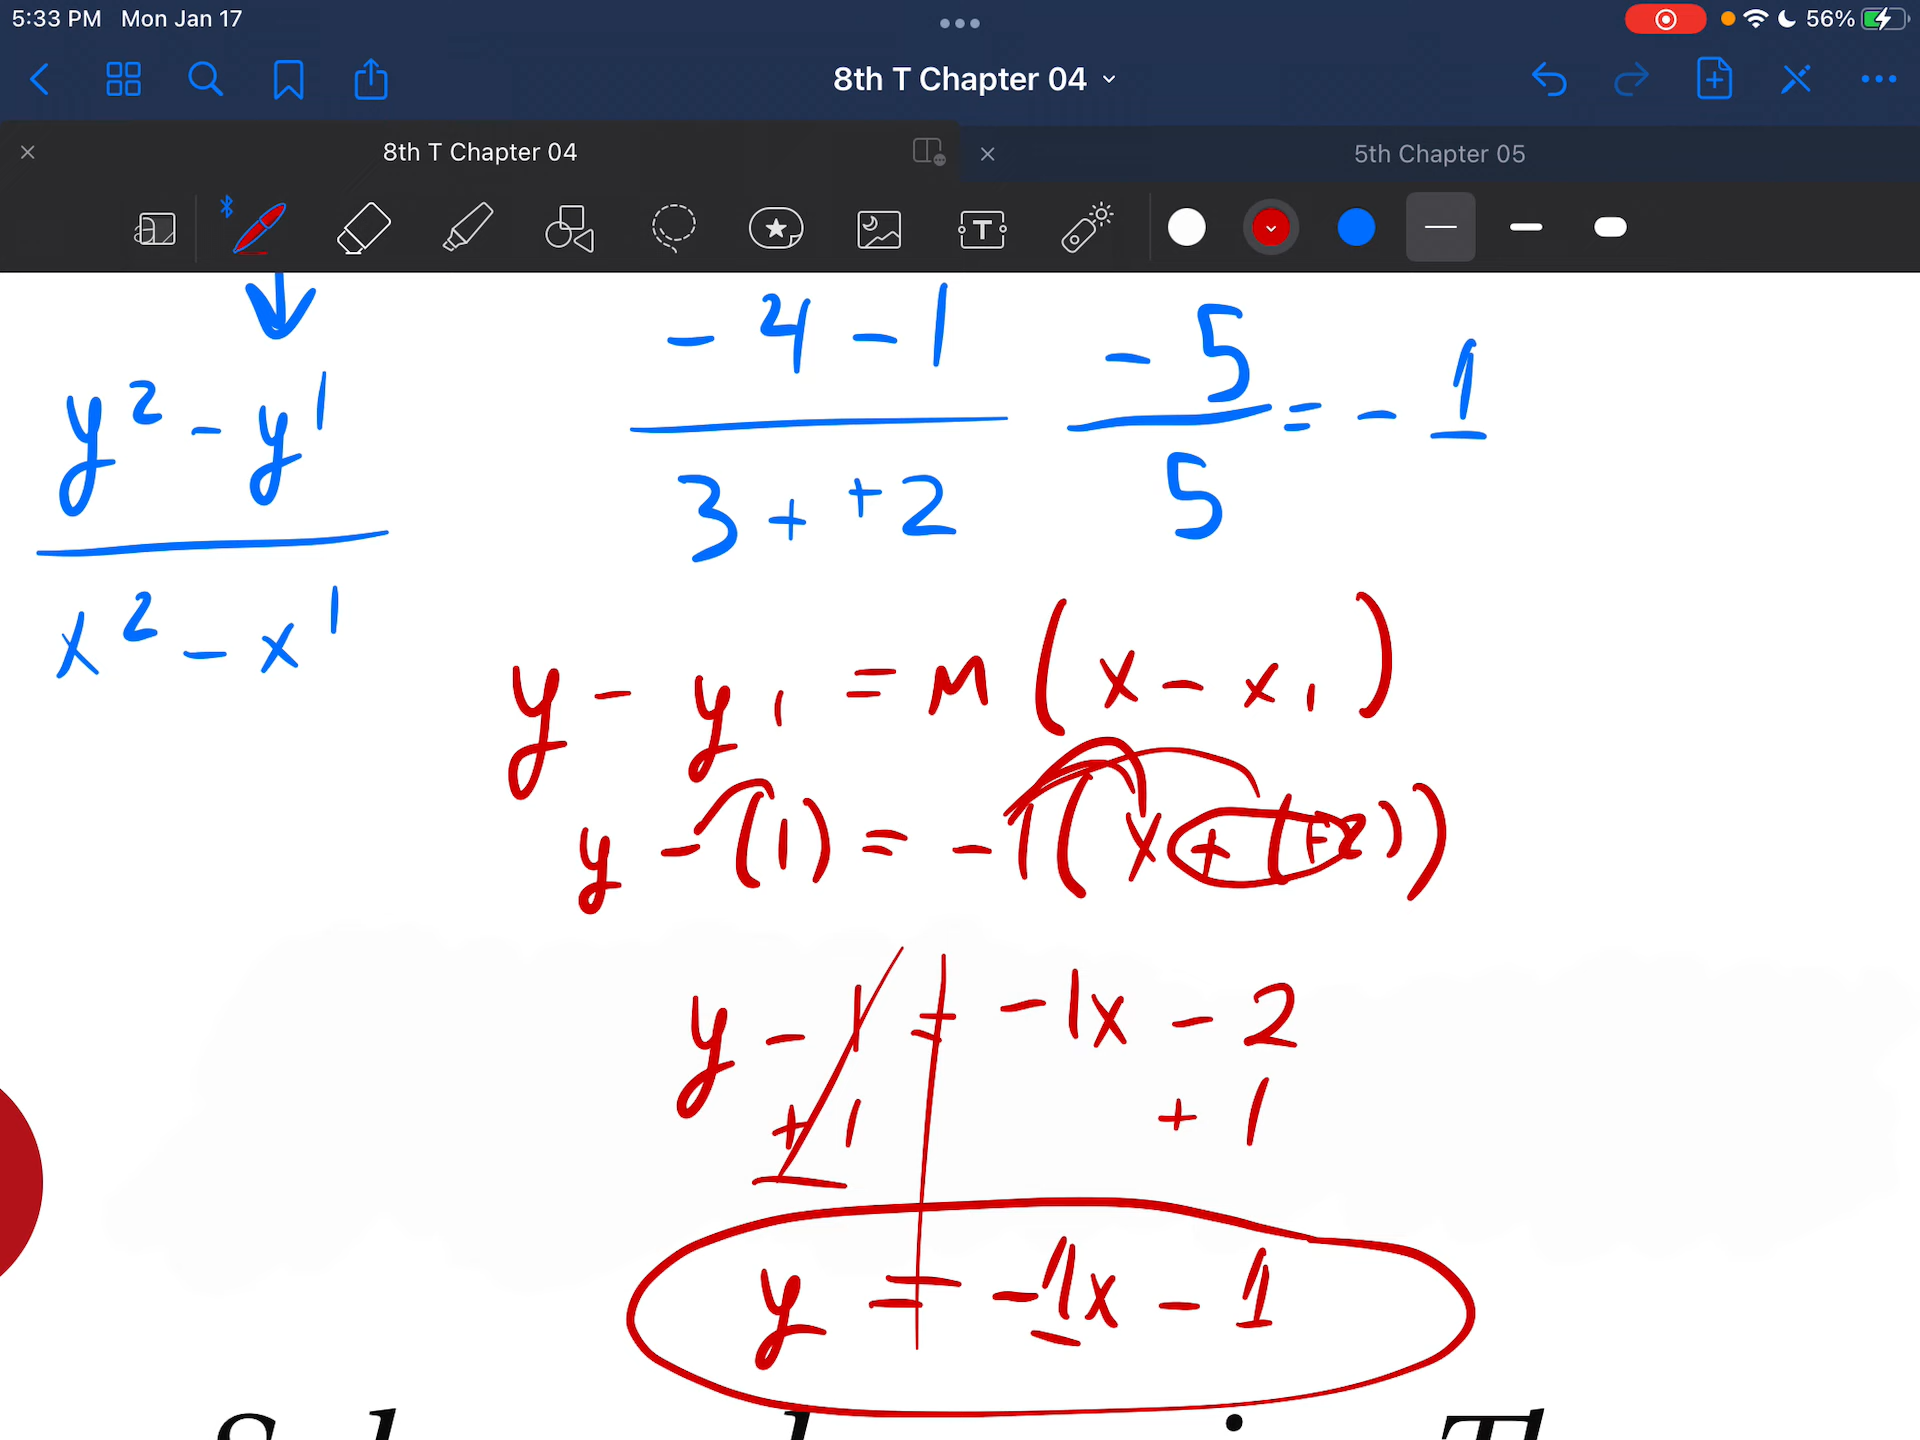 5:33 PM Mon Jan 17
56%
8th T Chapter 04
8th T Chapter 04
5th Chapter 05
y² - y¹
x² - x¹
-4 - 1
3 + +2
-5
5
= -1
y - y₁ = M(x - x₁)
y - (1) = -1(x + (+2))
y - 1 = -1x - 2
+ 1 + 1
y = -1x - 1